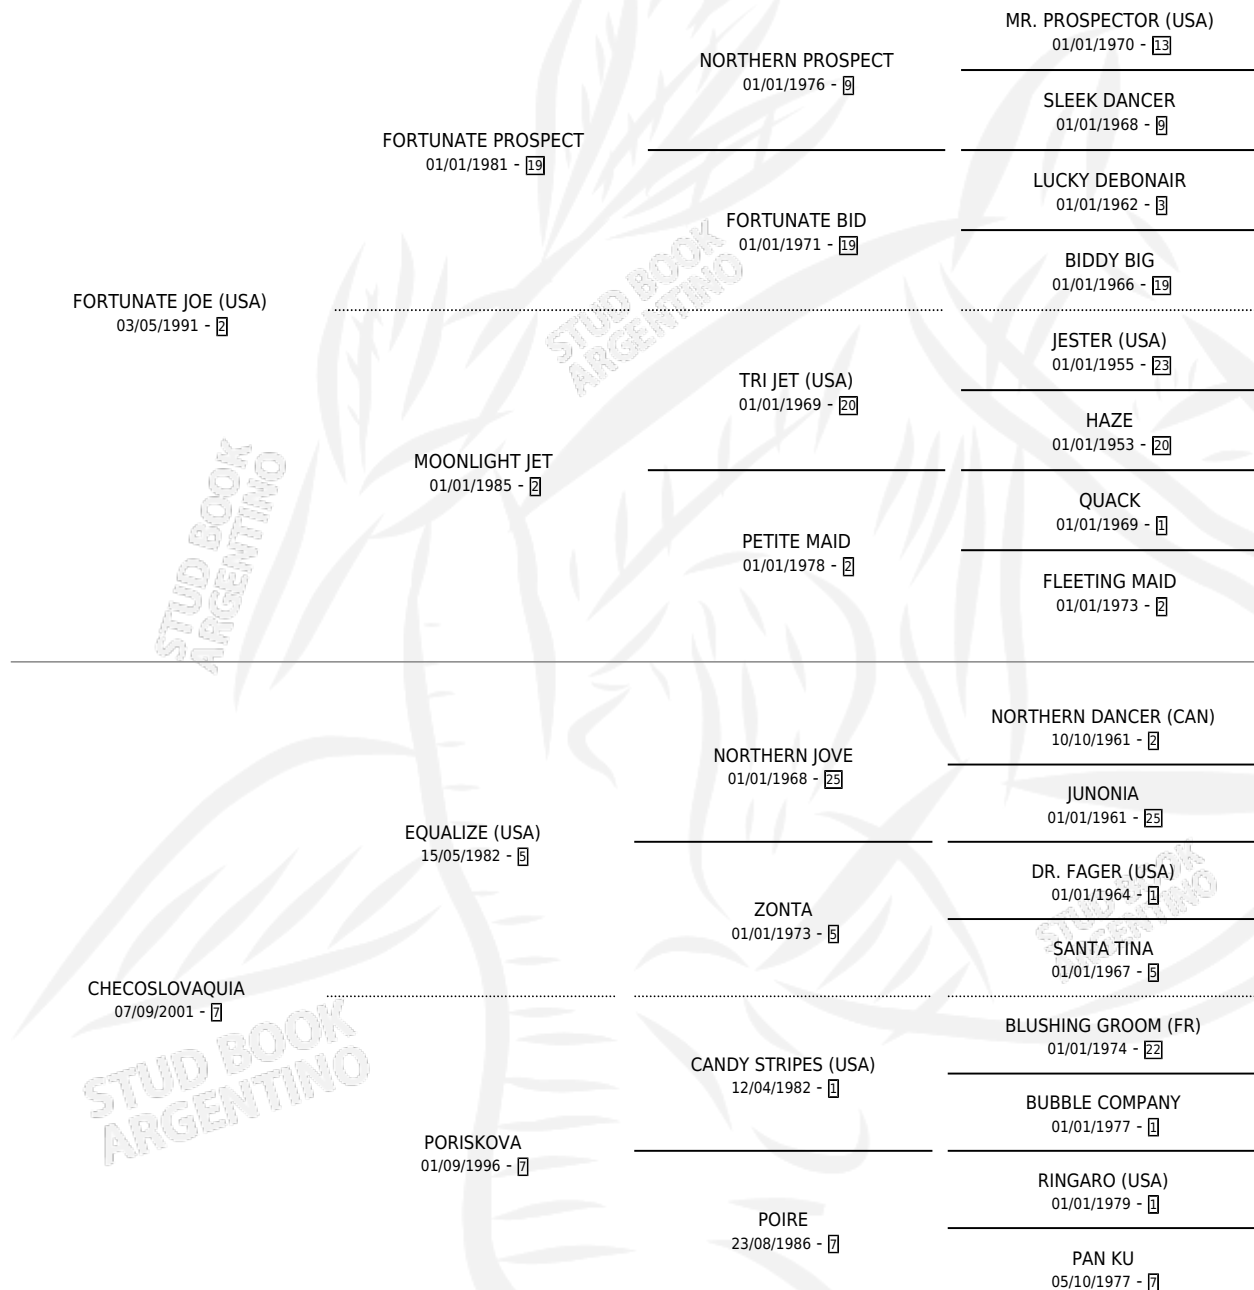 FORTUNATE JOE (USA)
03/05/1991 - 2
FORTUNATE PROSPECT
01/01/1981 - 19
MOONLIGHT JET
01/01/1985 - 2
NORTHERN PROSPECT
01/01/1976 - 9
FORTUNATE BID
01/01/1971 - 19
TRI JET (USA)
01/01/1969 - 20
PETITE MAID
01/01/1978 - 2
MR. PROSPECTOR (USA)
01/01/1970 - 13
SLEEK DANCER
01/01/1968 - 9
LUCKY DEBONAIR
01/01/1962 - 3
BIDDY BIG
01/01/1966 - 19
JESTER (USA)
01/01/1955 - 23
HAZE
01/01/1953 - 20
QUACK
01/01/1969 - 1
FLEETING MAID
01/01/1973 - 2
CHECOSLOVAQUIA
07/09/2001 - 7
EQUALIZE (USA)
15/05/1982 - 5
PORISKOVA
01/09/1996 - 7
NORTHERN JOVE
01/01/1968 - 25
ZONTA
01/01/1973 - 5
CANDY STRIPES (USA)
12/04/1982 - 1
POIRE
23/08/1986 - 7
NORTHERN DANCER (CAN)
10/10/1961 - 2
JUNONIA
01/01/1961 - 25
DR. FAGER (USA)
01/01/1964 - 1
SANTA TINA
01/01/1967 - 5
BLUSHING GROOM (FR)
01/01/1974 - 22
BUBBLE COMPANY
01/01/1977 - 1
RINGARO (USA)
01/01/1979 - 1
PAN KU
05/10/1977 - 7
STUD BOOK
ARGENTINO
STUD BOOK
ARGENTINO
STUD BOOK
ARGENTINO
STUD BOOK
ARGENTINO